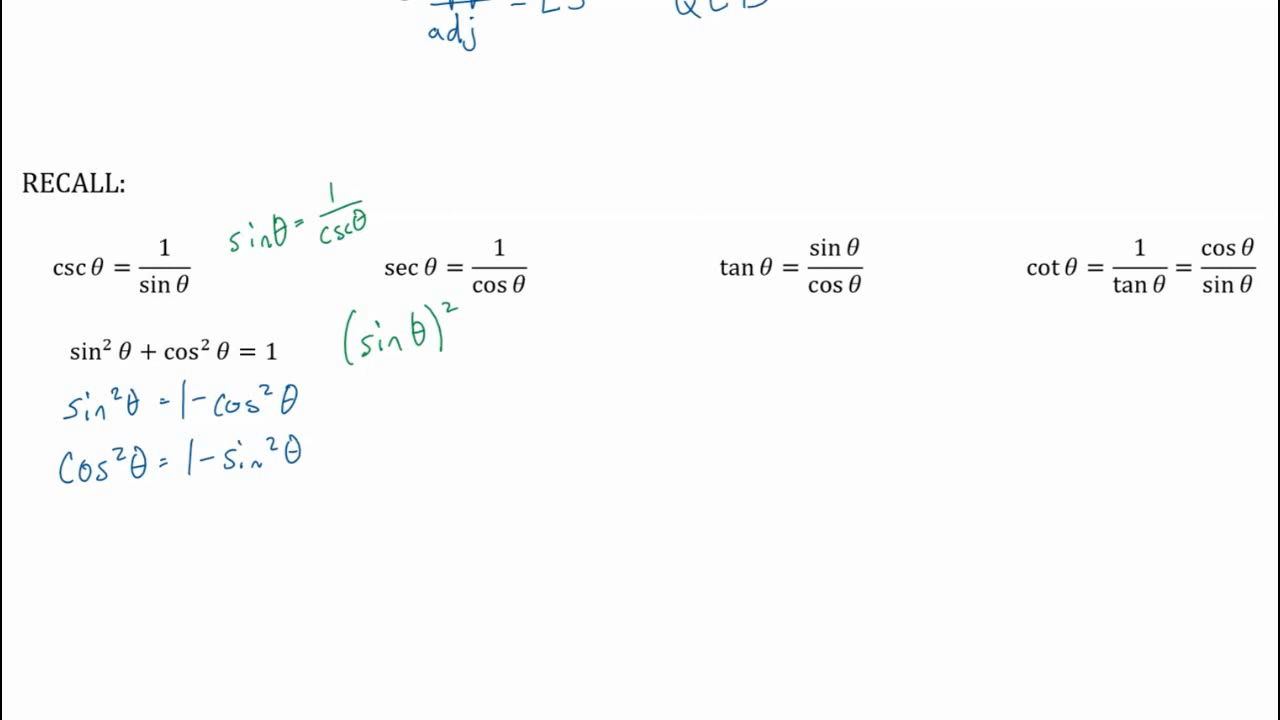 adj
RECALL:
sin θ = 1/csc θ
csc θ = 1/sin θ
sec θ = 1/cos θ
tan θ = sin θ/cos θ
cot θ = 1/tan θ = cos θ/sin θ
sin² θ + cos² θ = 1
(sin θ)²
sin² θ = 1 - cos² θ
cos² θ = 1 - sin² θ